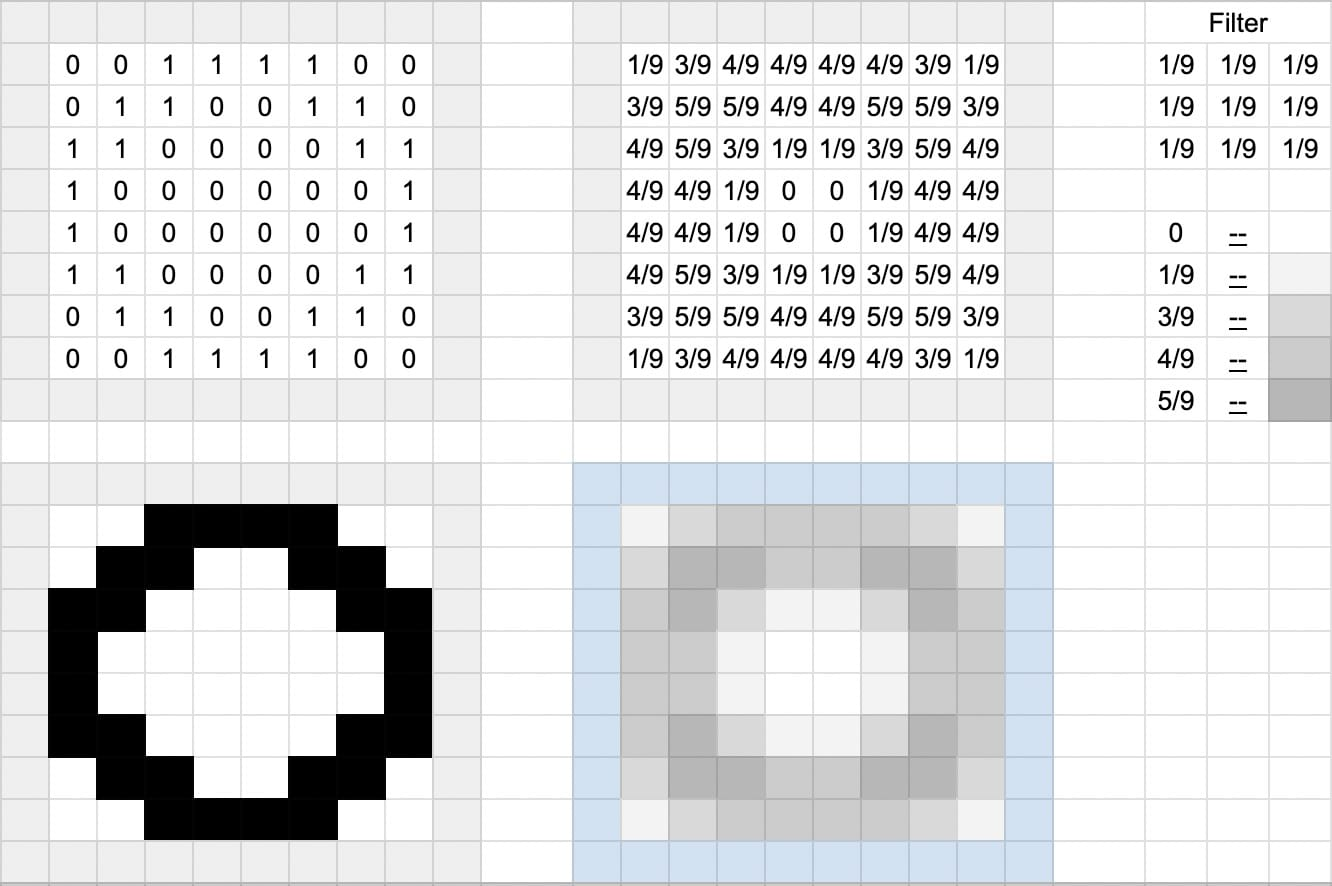 Filter
0 0 1 1 1 1 0 0 1/9 3/9 4/9 4/9 4/9 4/9 3/9 1/9 1/9 1/9 1/9
0 1 1 0 0 1 1 0 3/9 5/9 5/9 4/9 4/9 5/9 5/9 3/9 1/9 1/9 1/9
1 1 0 0 0 0 1 1 4/9 5/9 3/9 1/9 1/9 3/9 5/9 4/9 1/9 1/9 1/9
1 0 0 0 0 0 0 1 4/9 4/9 1/9 0 0 1/9 4/9 4/9
1 0 0 0 0 0 0 1 4/9 4/9 1/9 0 0 1/9 4/9 4/9 0 --
1 1 0 0 0 0 1 1 4/9 5/9 3/9 1/9 1/9 3/9 5/9 4/9 1/9 --
0 1 1 0 0 1 1 0 3/9 5/9 5/9 4/9 4/9 5/9 5/9 3/9 3/9 --
0 0 1 1 1 1 0 0 1/9 3/9 4/9 4/9 4/9 4/9 3/9 1/9 4/9 --
5/9 --